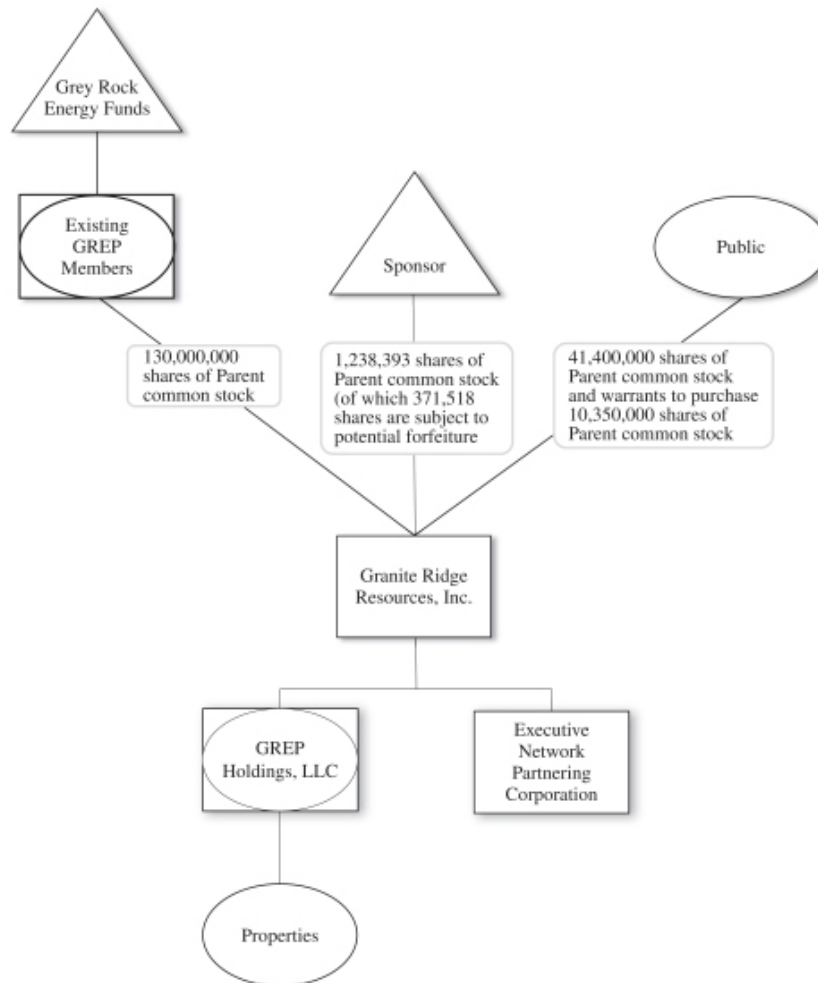 Grey Rock
Energy Funds
Existing
GREP
Members
Sponsor
Public
130,000,000
shares of Parent
common stock
1,238,393 shares of
Parent common stock
(of which 371,518
shares are subject to
potential forfeiture
41,400,000 shares of
Parent common stock
and warrants to purchase
10,350,000 shares of
Parent common stock
Granite Ridge
Resources, Inc.
GREP
Holdings, LLC
Executive
Network
Partnering
Corporation
Properties